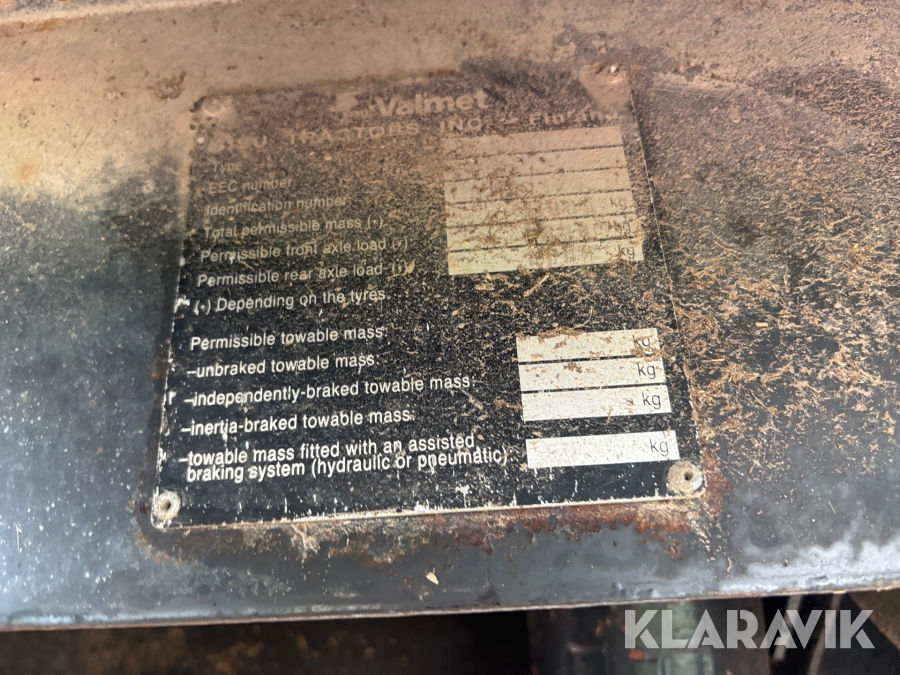 Valmet
SISU TRACTORS INC. - Finland
Type
EEC number
Identification number
kg
Total permissible mass (•)
kg
Permissible front axle load (•)
kg
Permissible rear axle load (•)
(•) Depending on the tyres
Permissible towable mass:
kg
–unbraked towable mass:
kg
–independently-braked towable mass:
kg
–inertia-braked towable mass:
–towable mass fitted with an assisted
braking system (hydraulic or pneumatic):
kg
KLARAVIK